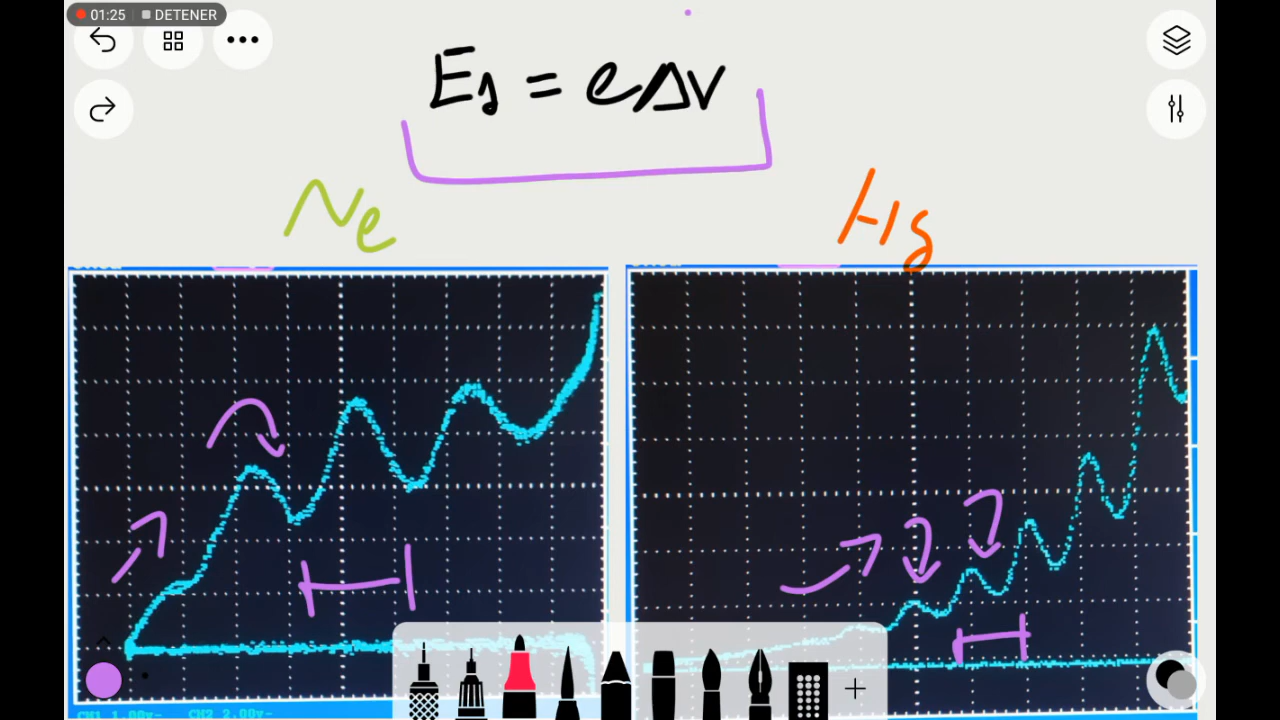 01:25 DETENER
E₁ = eΔV
Ne
Hg
CH1 1.00v- CH2 2.00v-